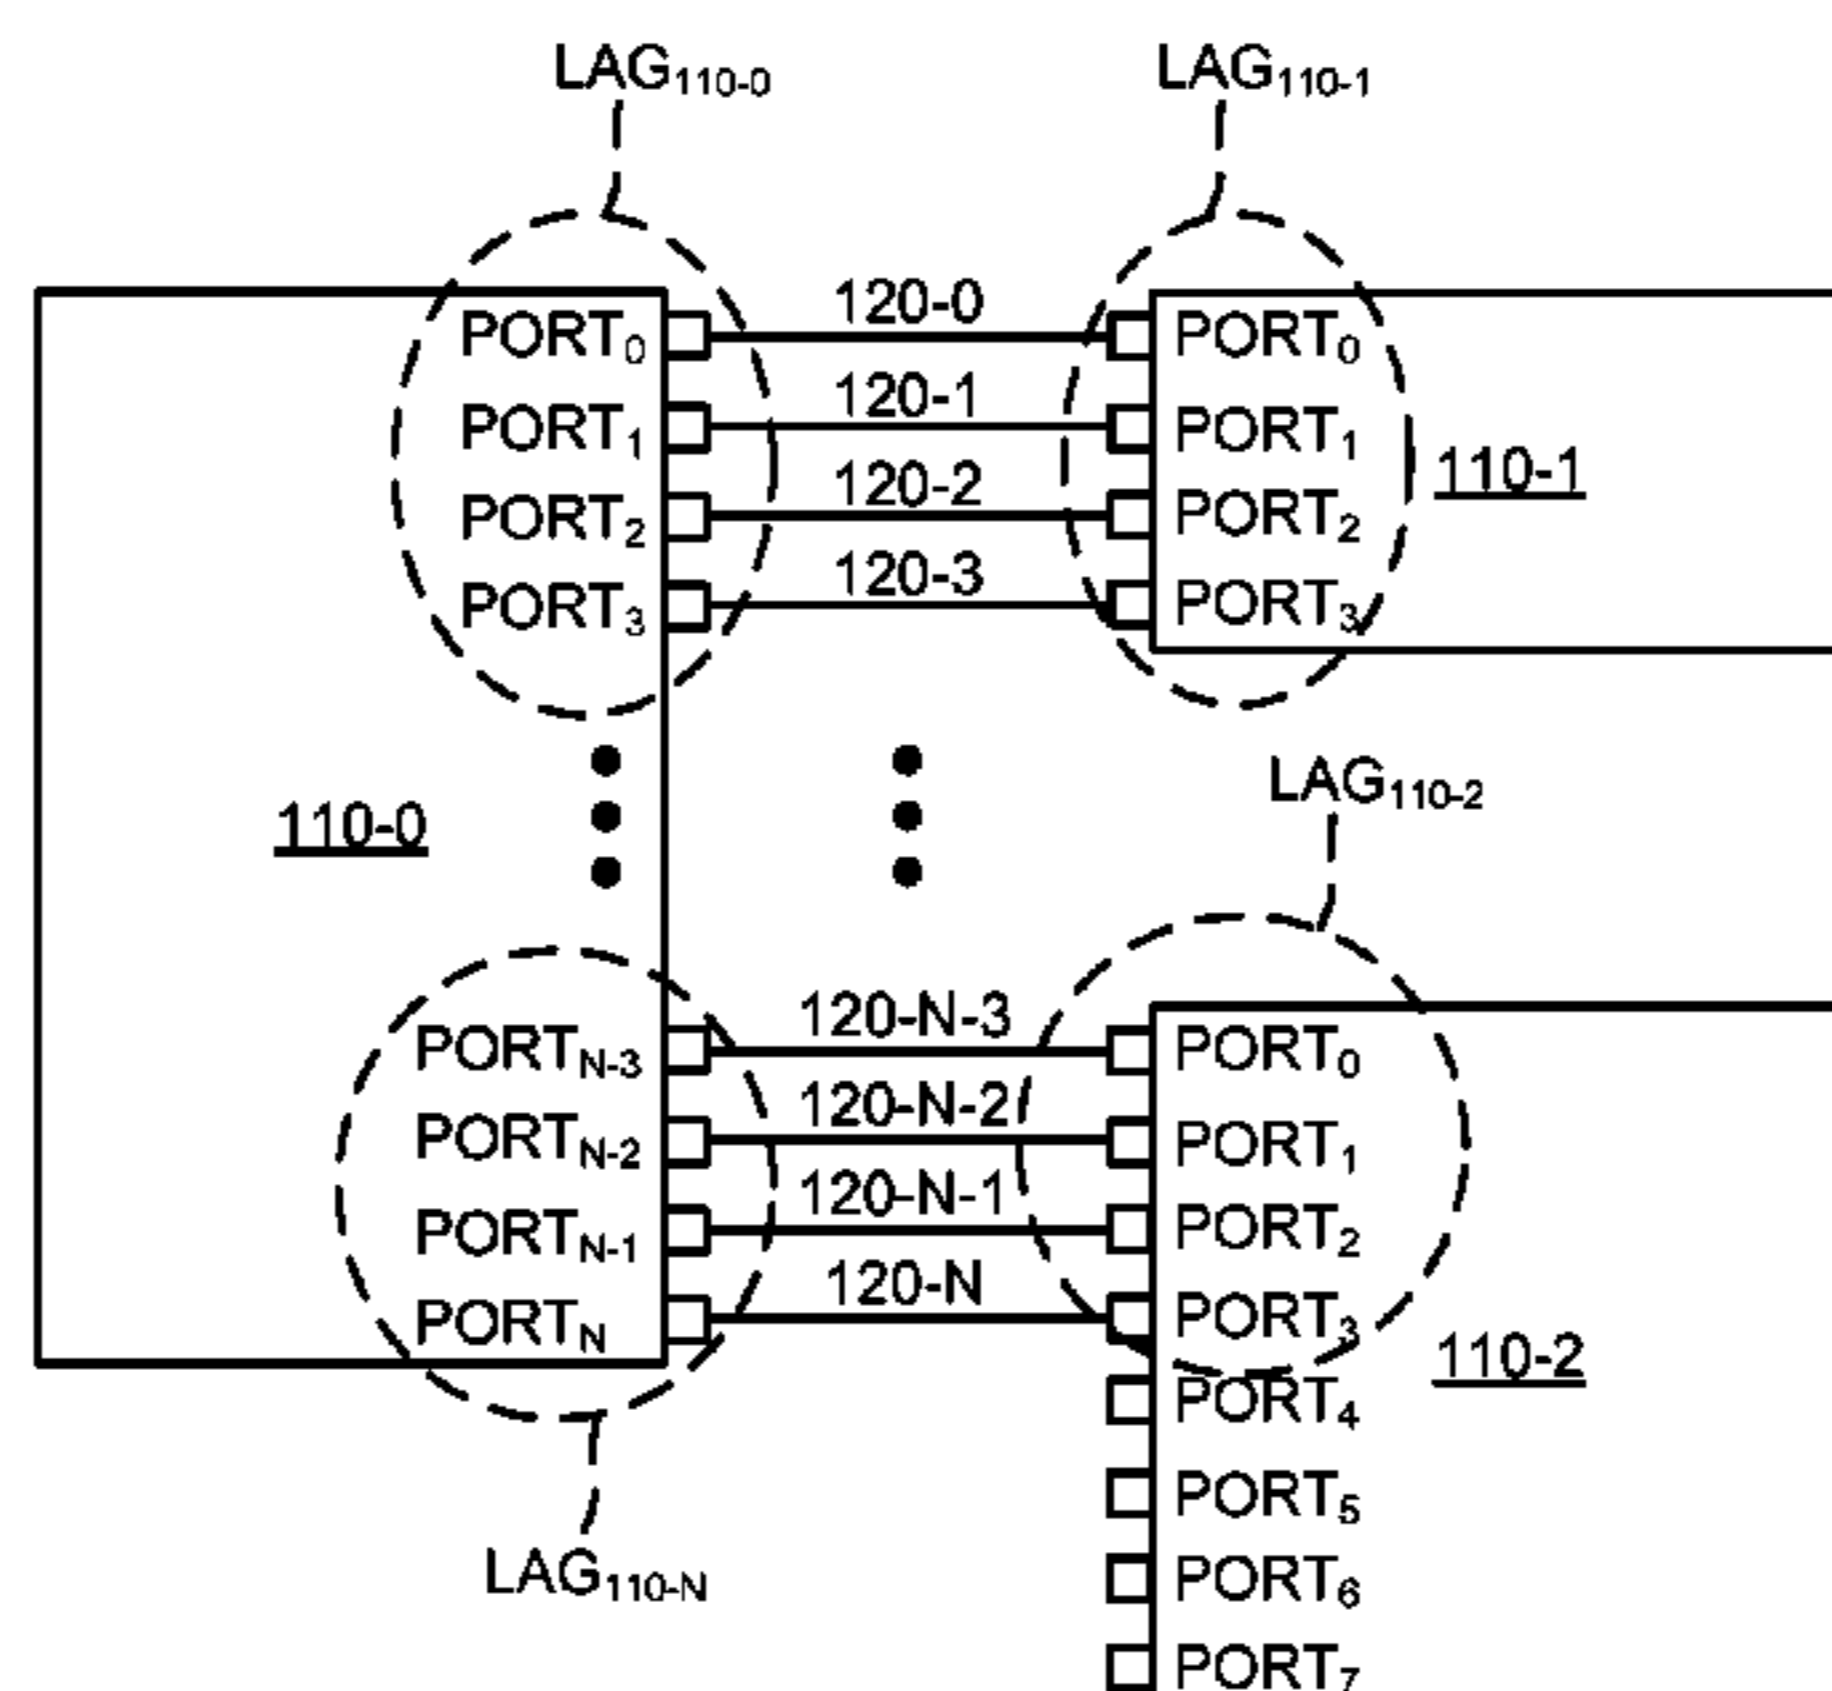 LAG110-0 LAG110-1
PORT0 120-0 PORT0
PORT1 120-1 PORT1
110-1
PORT2 120-2 PORT2
PORT3 120-3 PORT3
LAG110-2
110-0
PORTN-3 120-N-3 PORT0
PORTN-2 120-N-2 PORT1
PORTN-1 120-N-1 PORT2
PORTN 120-N PORT3
110-2
PORT4
PORT5
LAG110-N
PORT6
PORT7